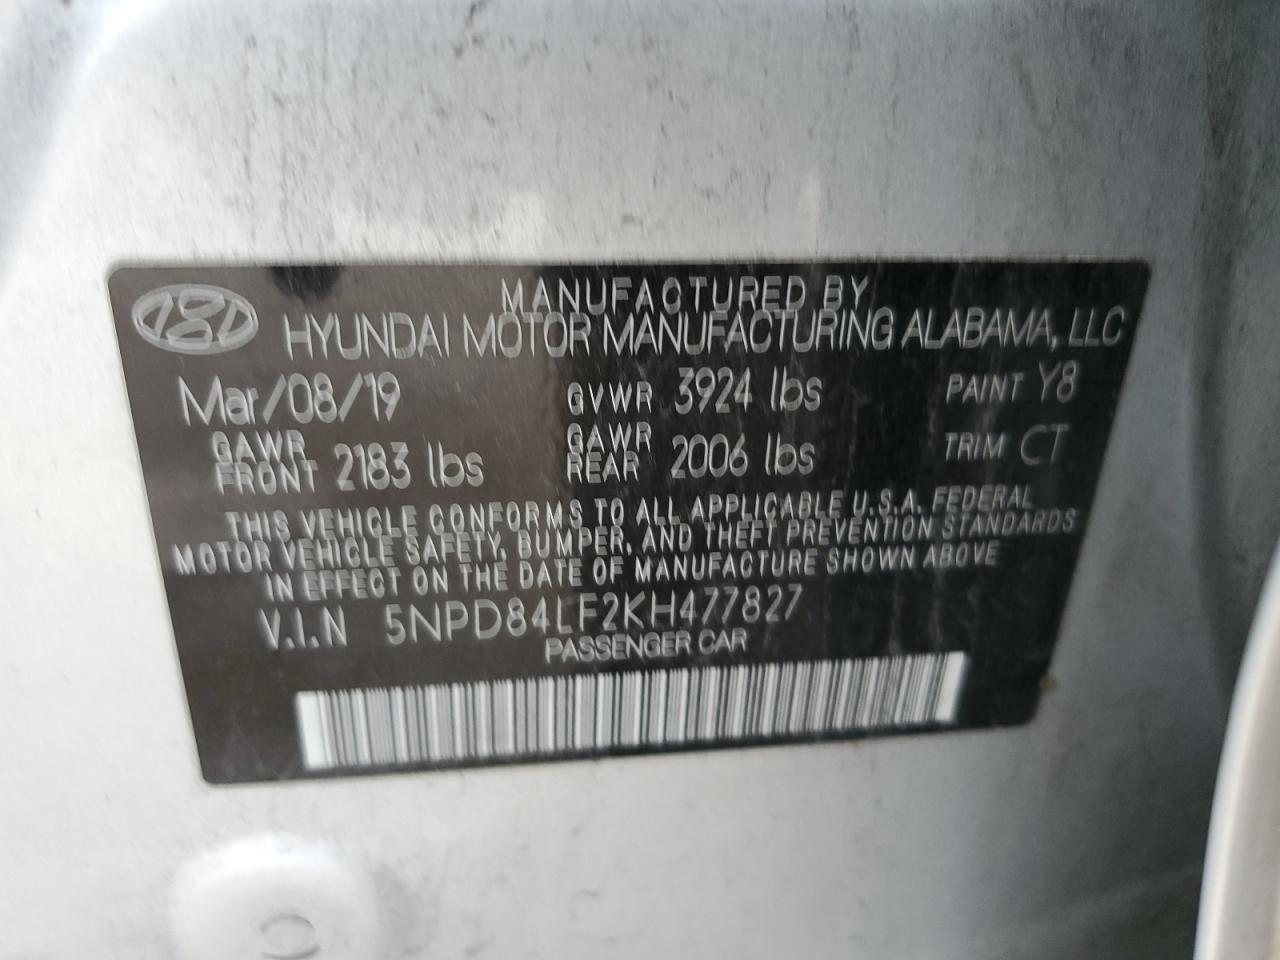 MANUFACTURED BY
HYUNDAI MOTOR MANUFACTURING ALABAMA, LLC
Mar/08/19 GVWR 3924 lbs PAINT Y8
GAWR FRONT 2183 lbs GAWR REAR 2006 lbs TRIM CT
THIS VEHICLE CONFORMS TO ALL APPLICABLE U.S.A. FEDERAL
MOTOR VEHICLE SAFETY, BUMPER, AND THEFT PREVENTION STANDARDS
IN EFFECT ON THE DATE OF MANUFACTURE SHOWN ABOVE
V.I.N 5NPD84LF2KH477827
PASSENGER CAR